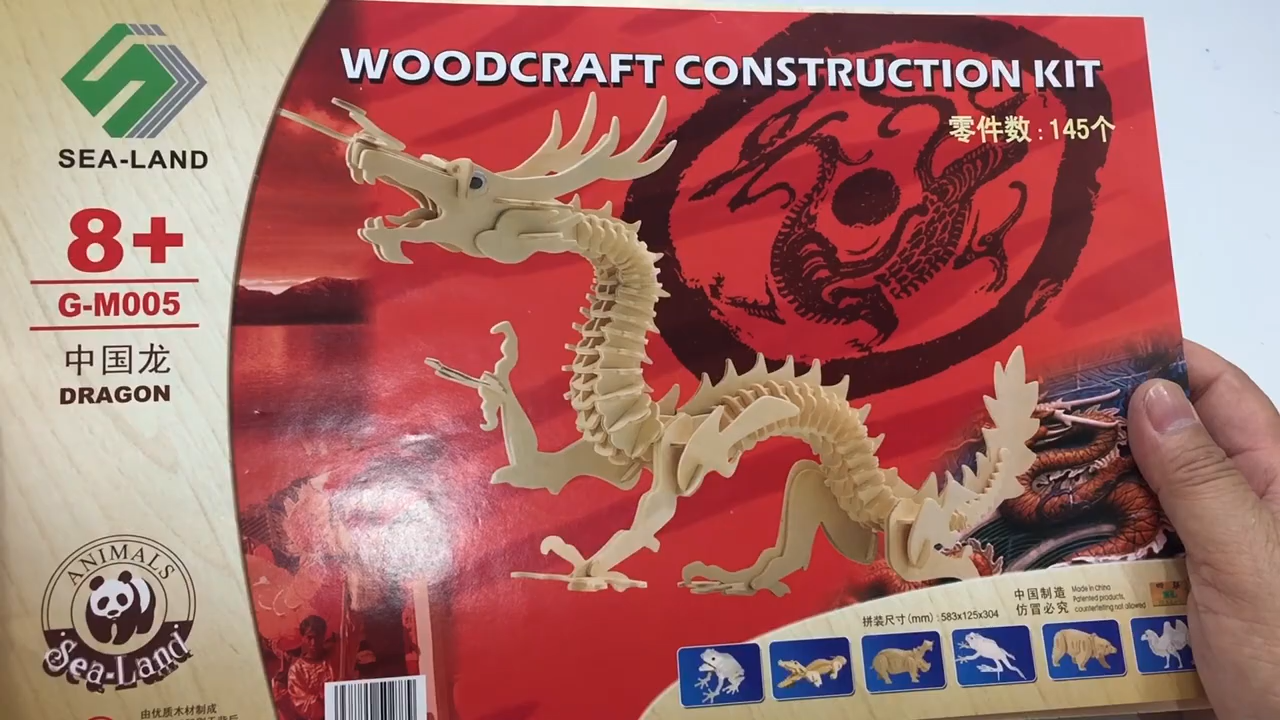 WOODCRAFT CONSTRUCTION KIT
零件数：145个
SEA-LAND
8+
G-M005
中国龙
DRAGON
ANIMALS
Sea-Land
拼装尺寸(mm)：583x125x304
中国制造
仿冒必究
Made in China
Patented products,
counterfeiting not allowed
由优质木材制成